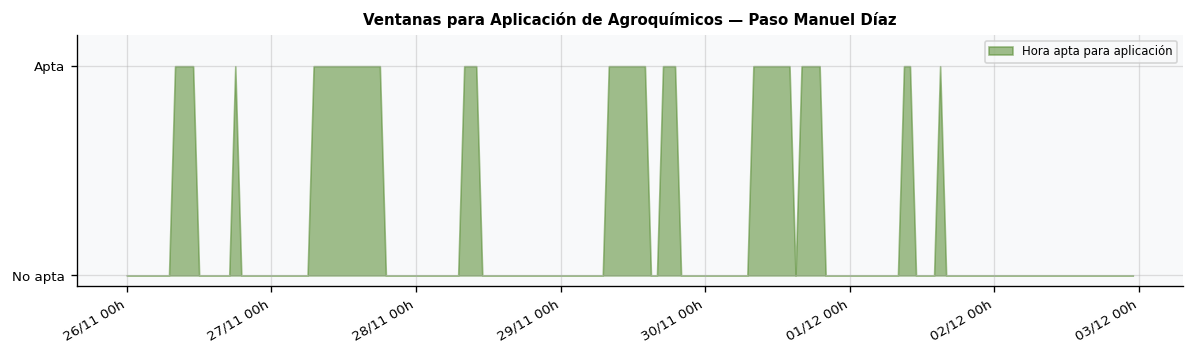 Ventanas para Aplicación de Agroquímicos — Paso Manuel Díaz
Hora apta para aplicación
Apta
No apta
26/11 00h
27/11 00h
28/11 00h
29/11 00h
30/11 00h
01/12 00h
02/12 00h
03/12 00h